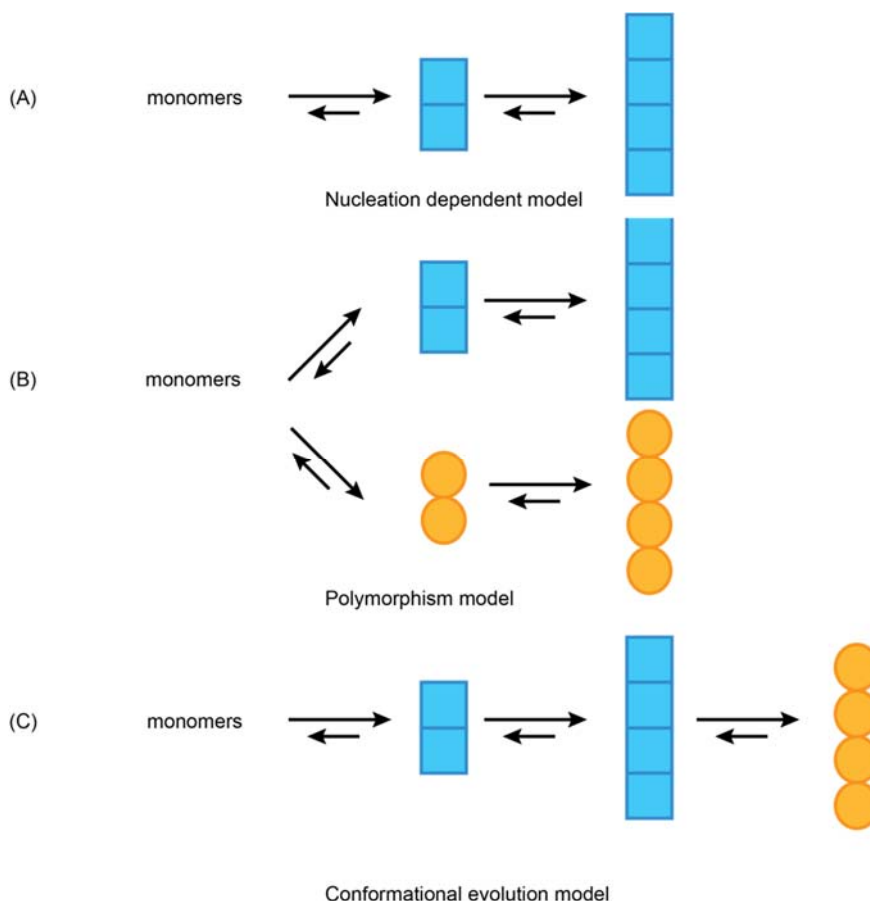 (A)
monomers
Nucleation dependent model
(B)
monomers
Polymorphism model
(C)
monomers
Conformational evolution model